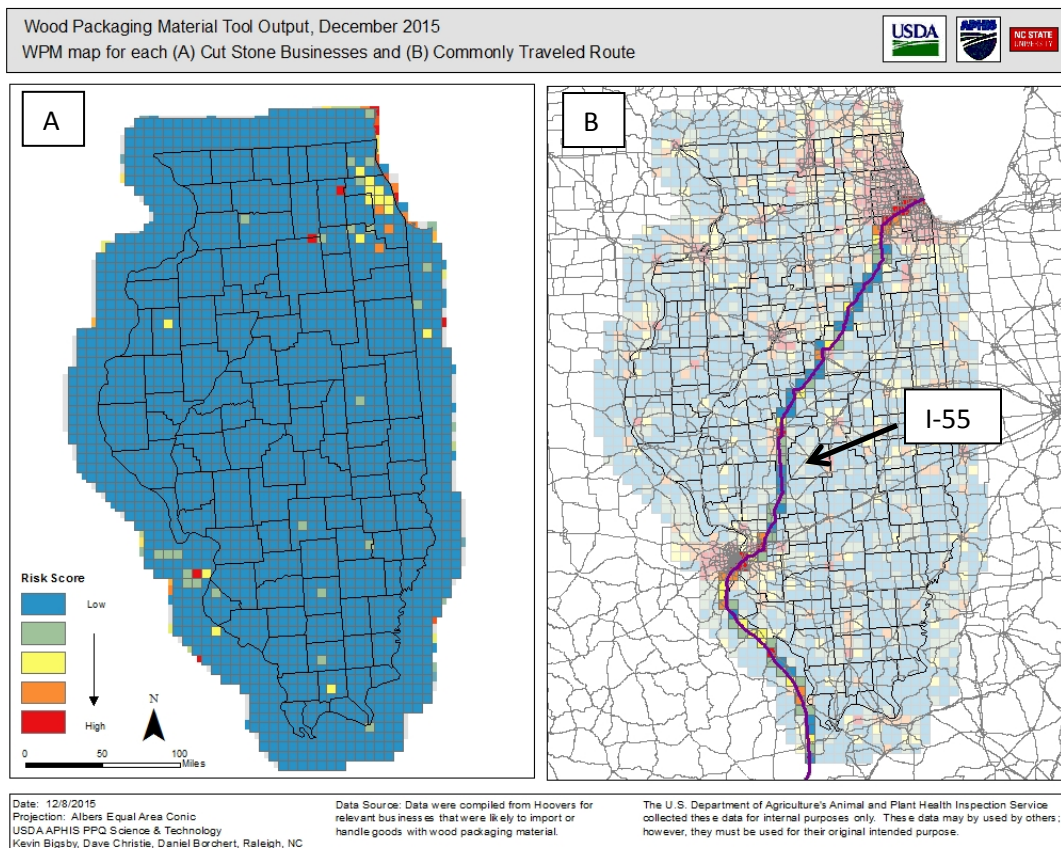 Wood Packaging Material Tool Output, December 2015
WPM map for each (A) Cut Stone Businesses and (B) Commonly Traveled Route
USDA
APHIS
NC STATE
UNIVERSITY
A
B
I-55
Risk Score
Low
High
N
0 50 100
Miles
Date: 12/8/2015
Projection: Albers Equal Area Conic
USDA APHIS PPQ Science & Technology
Kevin Bigsby, Dave Christie, Daniel Borchert, Raleigh, NC
Data Source: Data were compiled from Hoovers for
relevant businesses that were likely to import or
handle goods with wood packaging material.
The U.S. Department of Agriculture's Animal and Plant Health Inspection Service
collected these data for internal purposes only. These data may by used by others;
however, they must be used for their original intended purpose.